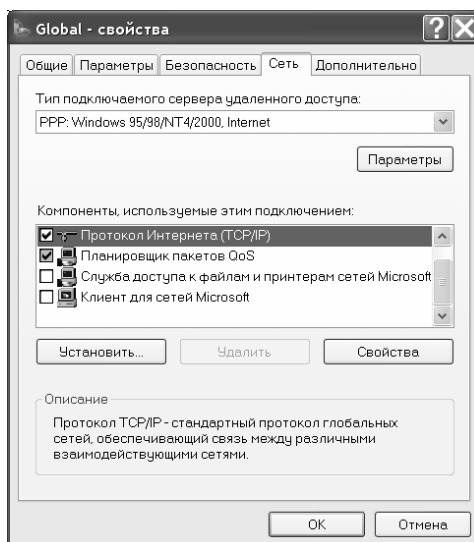 Global - свойства
Общие Параметры Безопасность Сеть Дополнительно
Тип подключаемого сервера удаленного доступа:
PPP: Windows 95/98/NT4/2000, Internet
Параметры
Компоненты, используемые этим подключением:
Протокол Интернета (TCP/IP)
Планировщик пакетов QoS
Служба доступа к файлам и принтерам сетей Microsoft
Клиент для сетей Microsoft
Установить... Удалить Свойства
Описание
Протокол TCP/IP - стандартный протокол глобальных
сетей, обеспечивающий связь между различными
взаимодействующими сетями.
OK Отмена